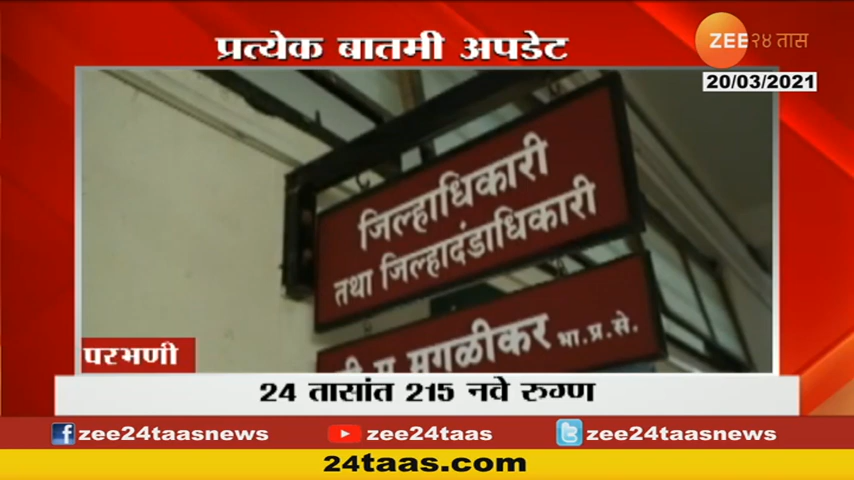 प्रत्येक बातमी अपडेट
ZEE २४ तास
20/03/2021
जिल्हाधिकारी
तथा जिल्हादंडाधिकारी
मुगळीकर भा.प्र.से.
परभणी
24 तासांत 215 नवे रुग्ण
zee24taasnews
zee24taas
zee24taasnews
24taas.com